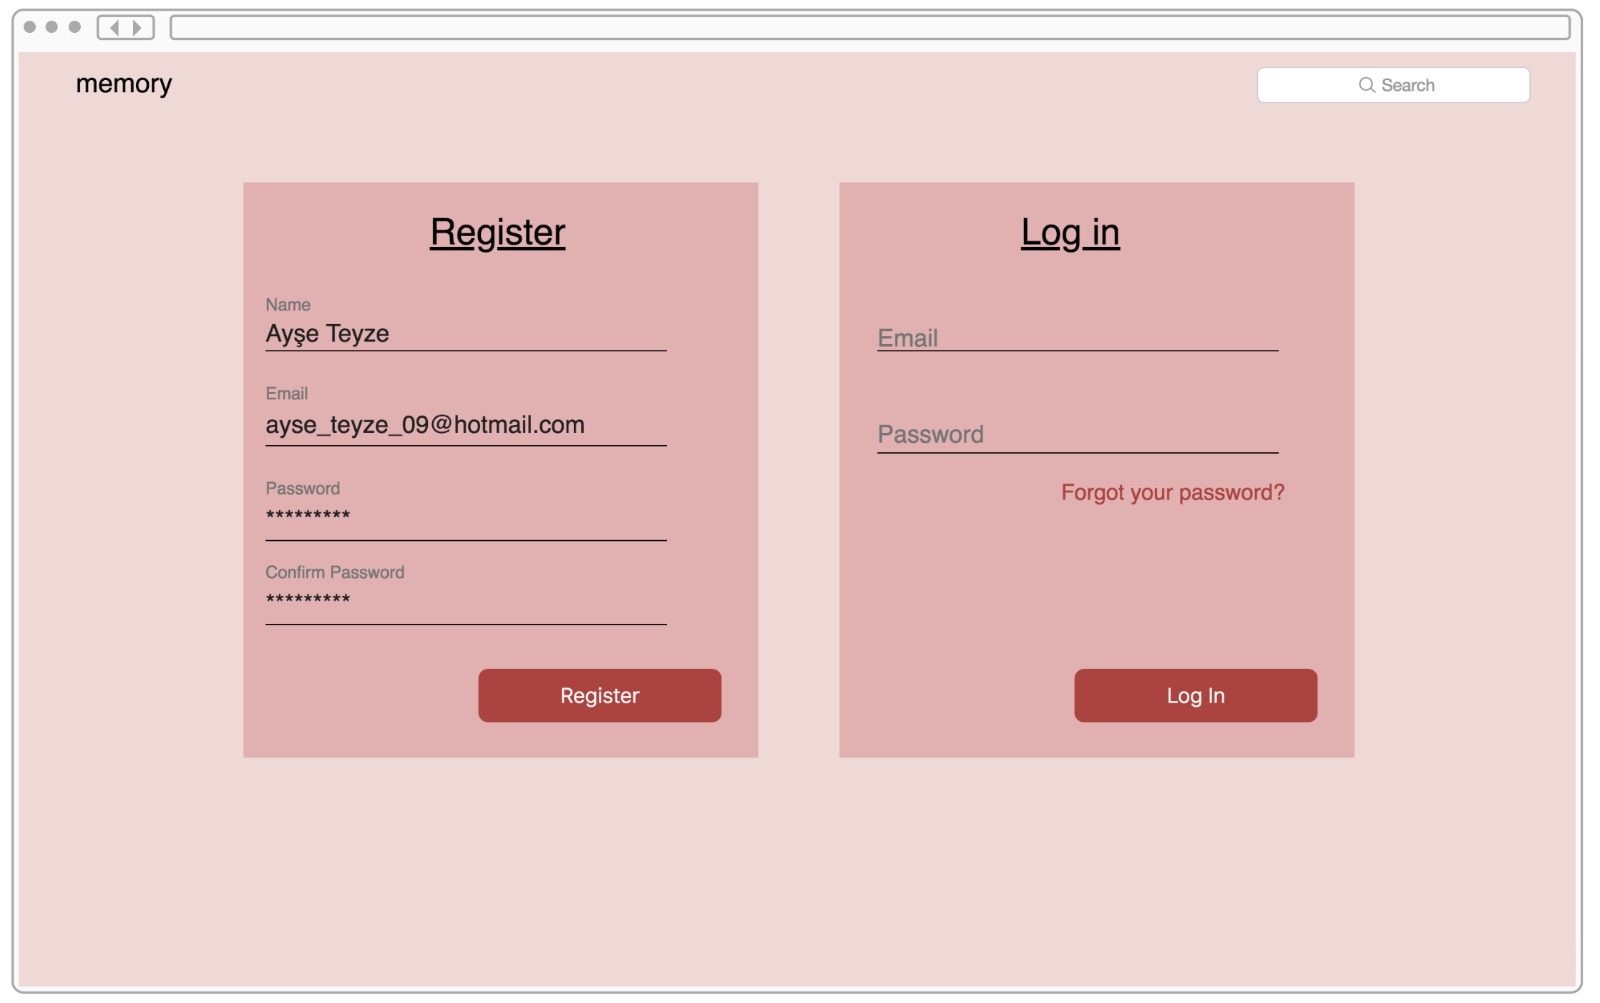 memory
Search
Register
Name
Ayşe Teyze
Email
ayse_teyze_09@hotmail.com
Password
*********
Confirm Password
*********
Register
Log in
Email
Password
Forgot your password?
Log In